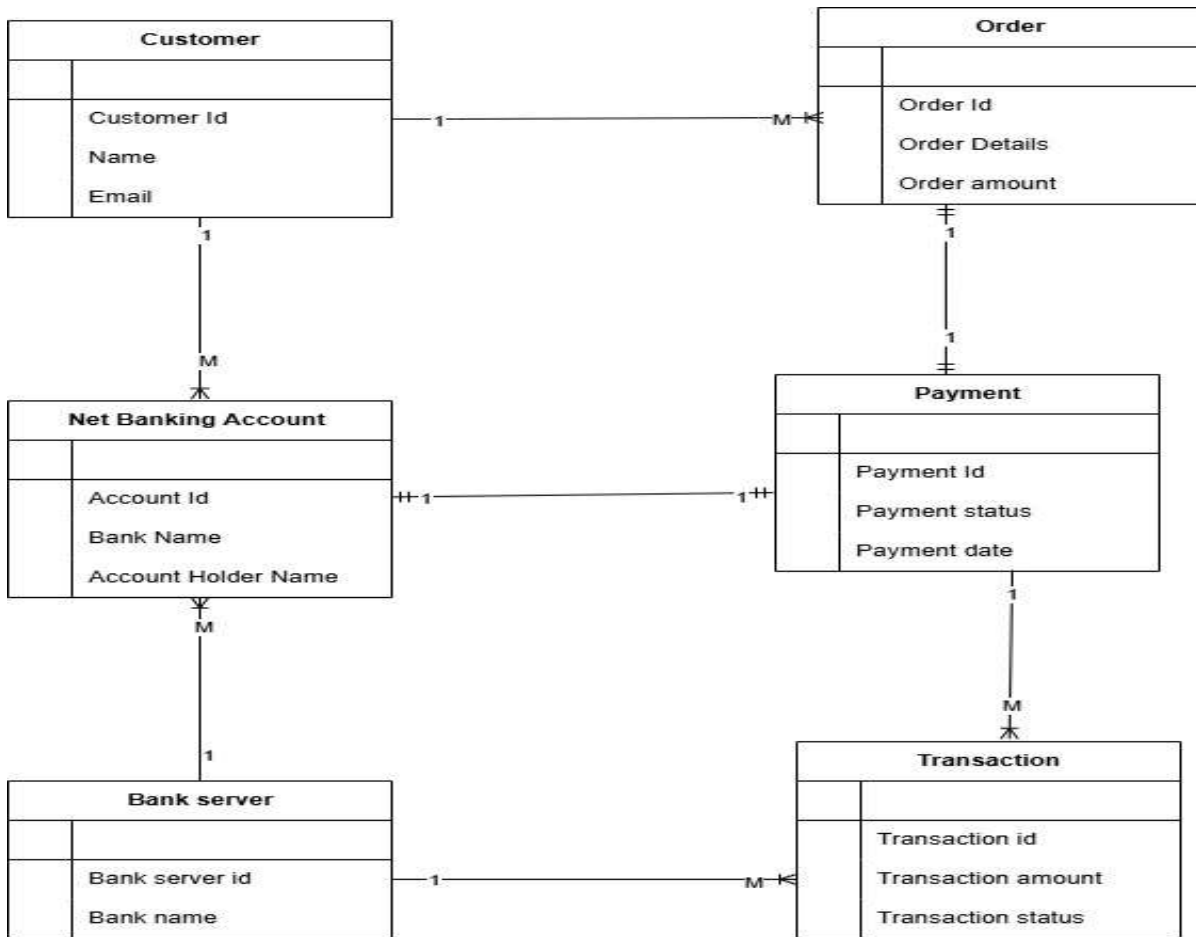 Customer
Customer Id
Name
Email
1
M
Order
Order Id
Order Details
Order amount
1
M
1
1
Net Banking Account
Account Id
Bank Name
Account Holder Name
1
1
Payment
Payment Id
Payment status
Payment date
M
1
1
M
Bank server
Bank server id
Bank name
1
M
Transaction
Transaction id
Transaction amount
Transaction status